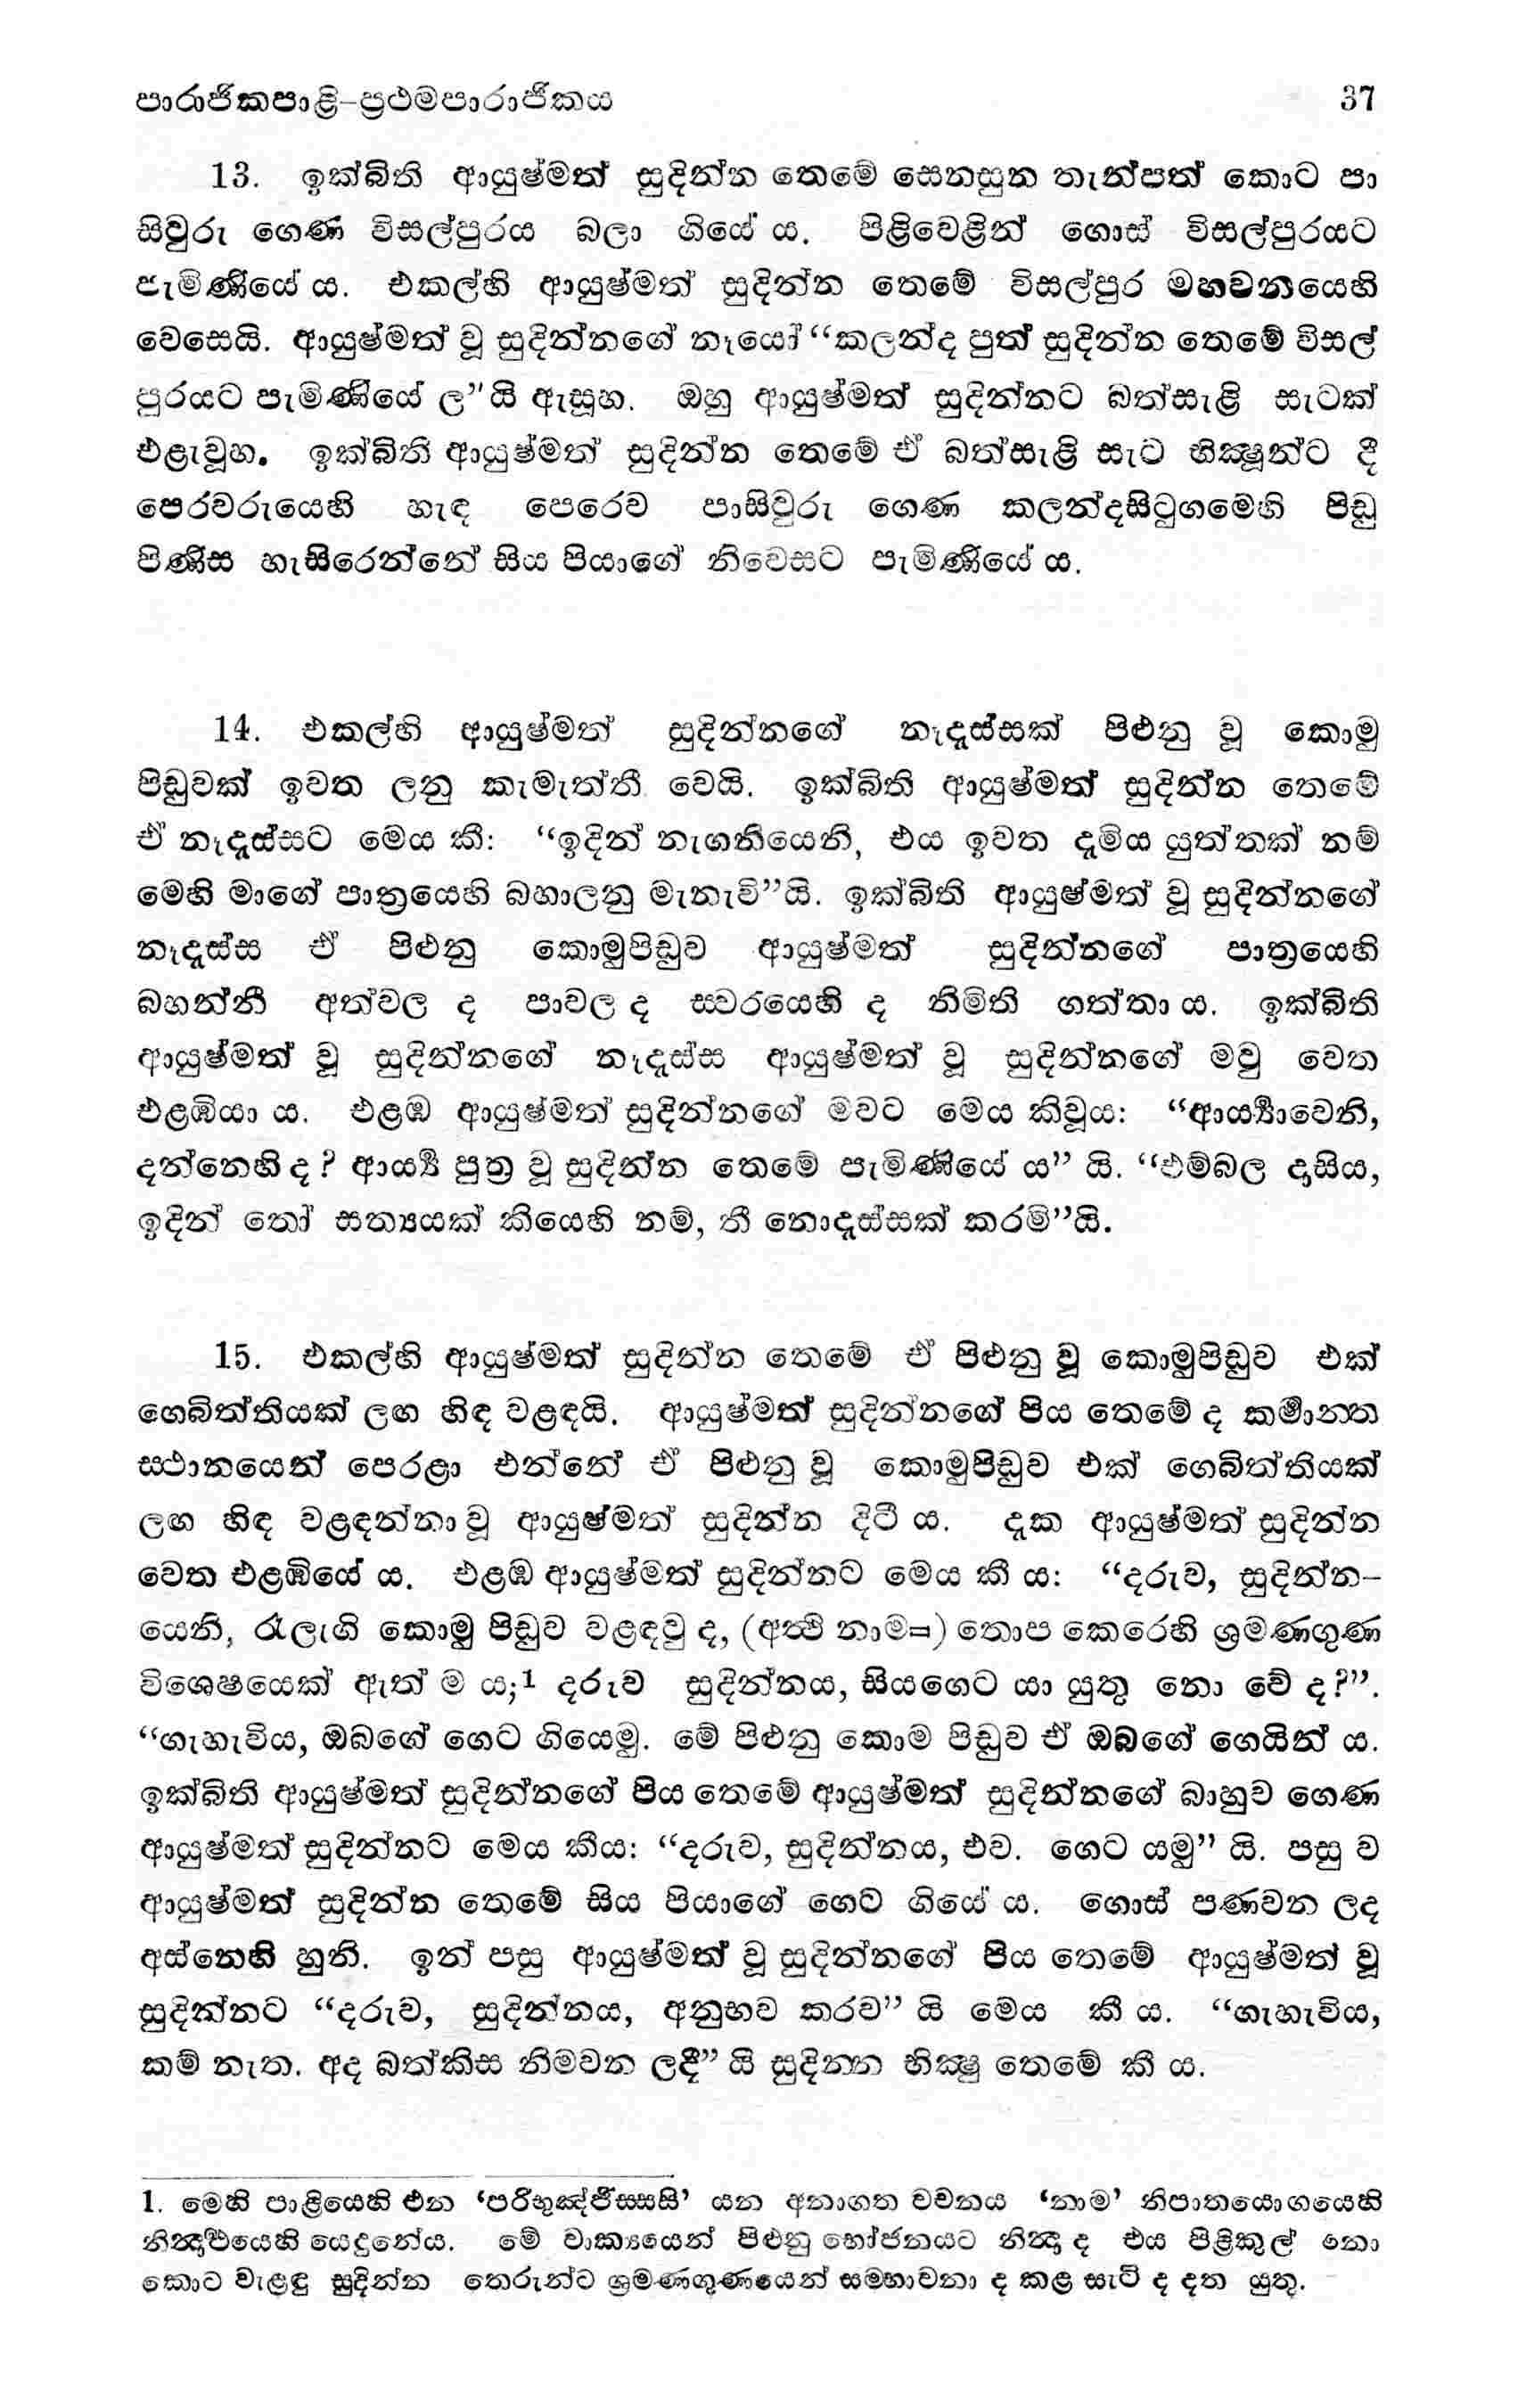 පාරාජිකපාළි–ප්‍රථමපාරාජිකය 37
13. ඉක්බිති ආයුෂ්මත් සුදින්න තෙමේ සෙනසුන තැන්පත් කොට පා
සිවුරු ගෙණ විසල්පුරය බලා ගියේ ය. පිළිවෙළින් ගොස් විසල්පුරයට
පැමිණියේ ය. එකල්හි ආයුෂ්මත් සුදින්න තෙමේ විසල්පුර මහවනයෙහි
වෙසෙයි. ආයුෂ්මත් වූ සුදින්නගේ නෑයෝ “කලන්ද පුත් සුදින්න තෙමේ විසල්
පුරයට පැමිණියේ ල”යි ඇසූහ. ඔහු ආයුෂ්මත් සුදින්නට බත්සැළි සැටක්
එළැවූහ. ඉක්බිති ආයුෂ්මත් සුදින්න තෙමේ ඒ බත්සැළි සැට භික්‍ෂූන්ට දී
පෙරවරුයෙහි හැඳ පෙරෙව පාසිවුරු ගෙණ කලන්දසිටුගමෙහි පිඬු
පිණිස හැසිරෙන්නේ සිය පියාගේ නිවෙසට පැමිණියේ ය.
14. එකල්හි ආයුෂ්මත් සුදින්නගේ නෑදෑස්සක් පිළුනු වූ කොමු
පිඬුවක් ඉවත ලනු කැමැත්තී වෙයි. ඉක්බිති ආයුෂ්මත් සුදින්න තෙමේ
ඒ නෑදෑස්සට මෙය කී: “ඉදින් නැගනියෙනි, එය ඉවත දැමිය යුත්තක් නම්
මෙහි මාගේ පාත්‍රයෙහි බහාලනු මැනැවි”යි. ඉක්බිති ආයුෂ්මත් වූ සුදින්නගේ
නෑදෑස්ස ඒ පිළුනු කොමුපිඬුව ආයුෂ්මත් සුදින්නගේ පාත්‍රයෙහි
බහන්නී අත්වල ද පාවල ද ස්වරයෙහි ද නිමිති ගත්තා ය. ඉක්බිති
ආයුෂ්මත් වූ සුදින්නගේ නෑදෑස්ස ආයුෂ්මත් වූ සුදින්නගේ මවු වෙත
එළඹියා ය. එළඹ ආයුෂ්මත් සුදින්නගේ මවට මෙය කිවූය: “ආර්‍ය්‍යාවෙනි,
දන්නෙහි ද? ආර්‍ය්‍ය පුත්‍ර වූ සුදින්න තෙමේ පැමිණියේ ය” යි. “එම්බල දාසිය,
ඉදින් තෝ සත්‍යයක් කියෙහි නම්, තී නොදැස්සක් කරමි”යි.
15. එකල්හි ආයුෂ්මත් සුදින්න තෙමේ ඒ පිළුනු වූ කොමුපිඬුව එක්
ගෙබිත්තියක් ලඟ හිඳ වළඳයි. ආයුෂ්මත් සුදින්නගේ පිය තෙමේ ද කර්‍මාන්ත
ස්ථානයෙන් පෙරළා එන්නේ ඒ පිළුනු වූ කොමුපිඬුව එක් ගෙබිත්තියක්
ලඟ හිඳ වළඳන්නා වූ ආයුෂ්මත් සුදින්න දිටී ය. දැක ආයුෂ්මත් සුදින්න
වෙත එළඹියේ ය. එළඹ ආයුෂ්මත් සුදින්නට මෙය කී ය: “දරුව, සුදින්න–
යෙනි, රෑලැගි කොමු පිඬුව වළඳවු ද, (අත්‍ථි නාම=) තොප කෙරෙහි ශ්‍රමණගුණ
විශෙෂයෙක් ඇත් ම ය;1 දරුව සුදින්නය, සියගෙට යා යුතු නො වේ ද?”.
“ගැහැවිය, ඔබගේ ගෙට ගියෙමු. මේ පිළුනු කොම පිඬුව ඒ ඔබගේ ගෙයින් ය.
ඉක්බිති ආයුෂ්මත් සුදින්නගේ පිය තෙමේ ආයුෂ්මත් සුදින්නගේ බාහුව ගෙණ
ආයුෂ්මත් සුදින්නට මෙය කීය: “දරුව, සුදින්නය, එව. ගෙට යමු” යි. පසු ව
ආයුෂ්මත් සුදින්න තෙමේ සිය පියාගේ ගෙට ගියේ ය. ගොස් පණවන ලද
අස්නෙහි හුනි. ඉන් පසු ආයුෂ්මත් වූ සුදින්නගේ පිය තෙමේ ආයුෂ්මත් වූ
සුදින්නට “දරුව, සුදින්නය, අනුභව කරව” යි මෙය කී ය. “ගැහැවිය,
කම් නැත. අද බත්කිස නිමවන ලදී” යි සුදින්න භික්‍ෂු තෙමේ කී ය.
1. මෙහි පාළියෙහි එන ‘පරිභුඤ්ජිස්සසි’ යන අනාගත වචනය ‘නාම’ නිපාතයොගයෙහි
නින්‍දාර්‍ථයෙහි යෙදුනේය. මේ වාක්‍යයෙන් පිළුනු භෝජනයට නින්‍දා ද එය පිළිකුල් නො
කොට වැළඳූ සුදින්න තෙරුන්ට ශ්‍රමණගුණයෙන් සම්භාවනා ද කළ සැටි ද දත යුතු.